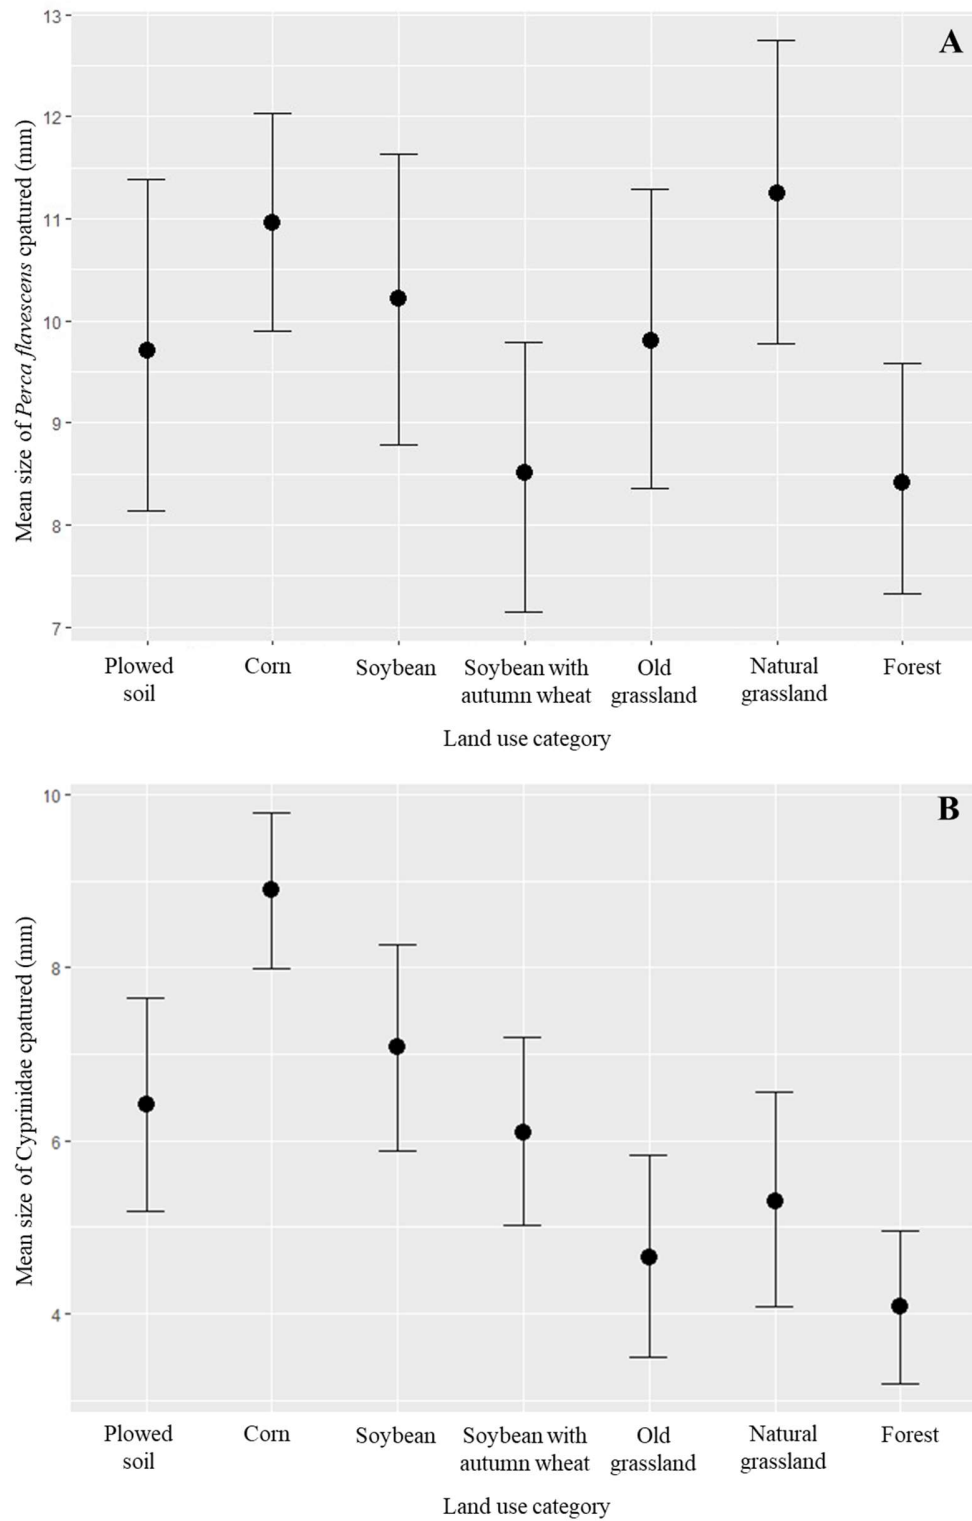 13
A
12
11
10
9
8
7
Mean size of Perca flavescens cpatured (mm)
Plowed soil
Corn
Soybean
Soybean with autumn wheat
Old grassland
Natural grassland
Forest
Land use category
10
B
8
6
4
Mean size of Cyprinidae cpatured (mm)
Plowed soil
Corn
Soybean
Soybean with autumn wheat
Old grassland
Natural grassland
Forest
Land use category